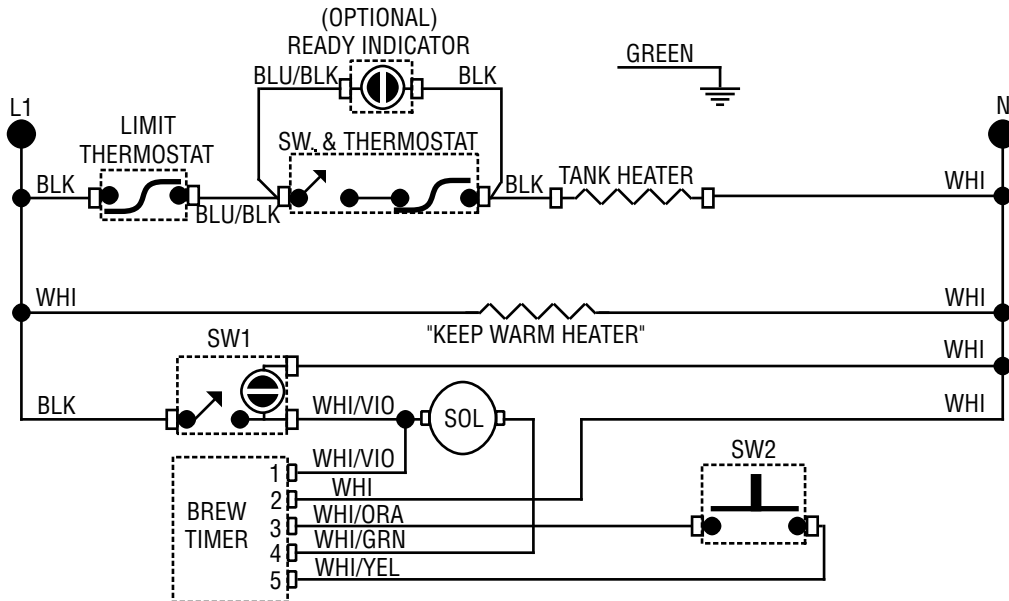 (OPTIONAL)
READY INDICATOR
GREEN
BLU/BLK
BLK
L1
N
LIMIT
THERMOSTAT
SW. & THERMOSTAT
BLK
BLU/BLK
BLK
TANK HEATER
WHI
WHI
WHI
"KEEP WARM HEATER"
SW1
WHI
BLK
WHI/VIO
SOL
WHI
WHI/VIO
SW2
1
WHI
2
BREW
TIMER
WHI/ORA
3
WHI/GRN
4
WHI/YEL
5